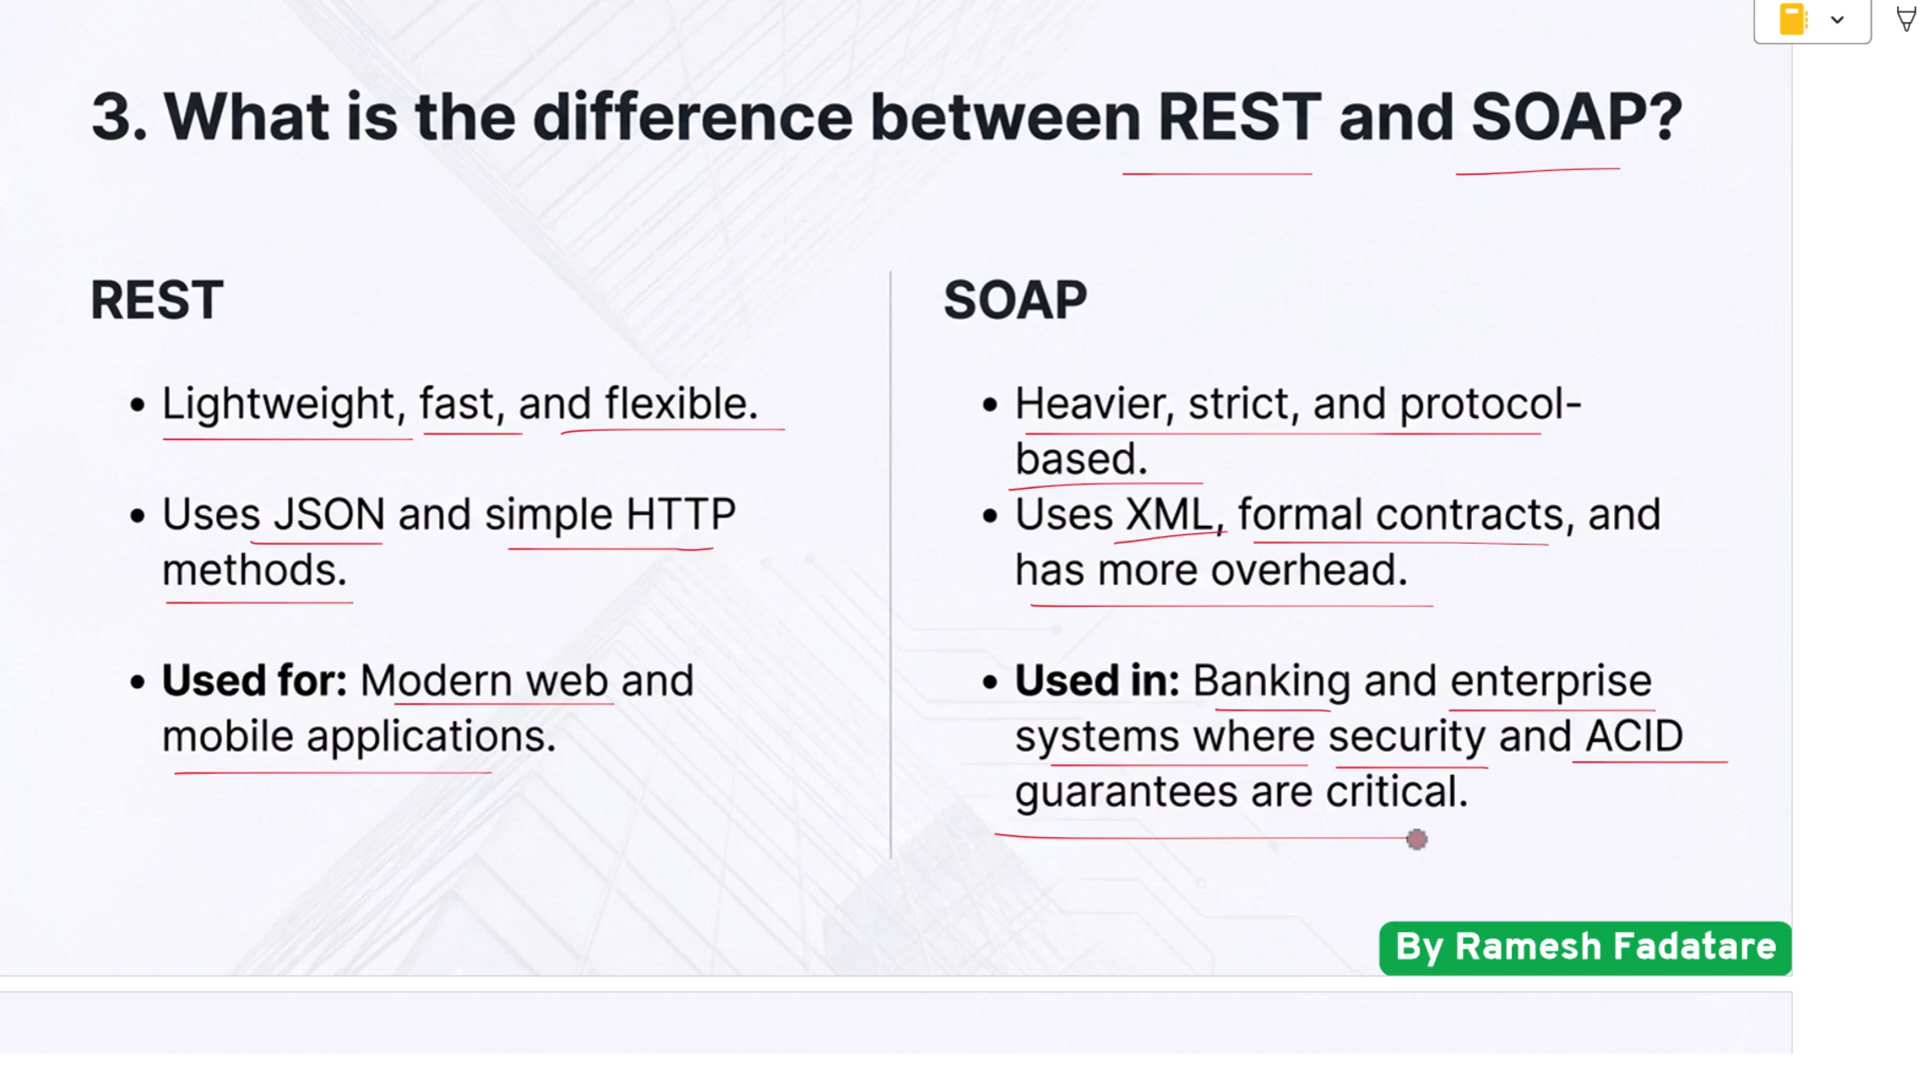 3. What is the difference between REST and SOAP?
REST
• Lightweight, fast, and flexible.
• Uses JSON and simple HTTP
methods.
• Used for: Modern web and
mobile applications.
SOAP
• Heavier, strict, and protocol-
based.
• Uses XML, formal contracts, and
has more overhead.
• Used in: Banking and enterprise
systems where security and ACID
guarantees are critical.
By Ramesh Fadatare